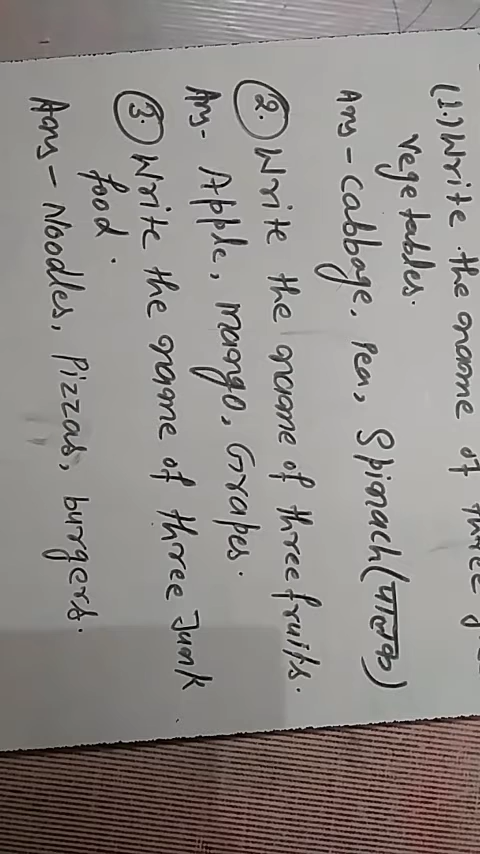 (1.) Write the name of three
Vegetables.
Ans - Cabbage, Pea, Spinach (पालक)
2. Write the name of three fruits.
Ans. Apple, Mango, Grapes.
3. Write the name of three Junk
food.
Ans - Noodles, Pizzas, burgers.